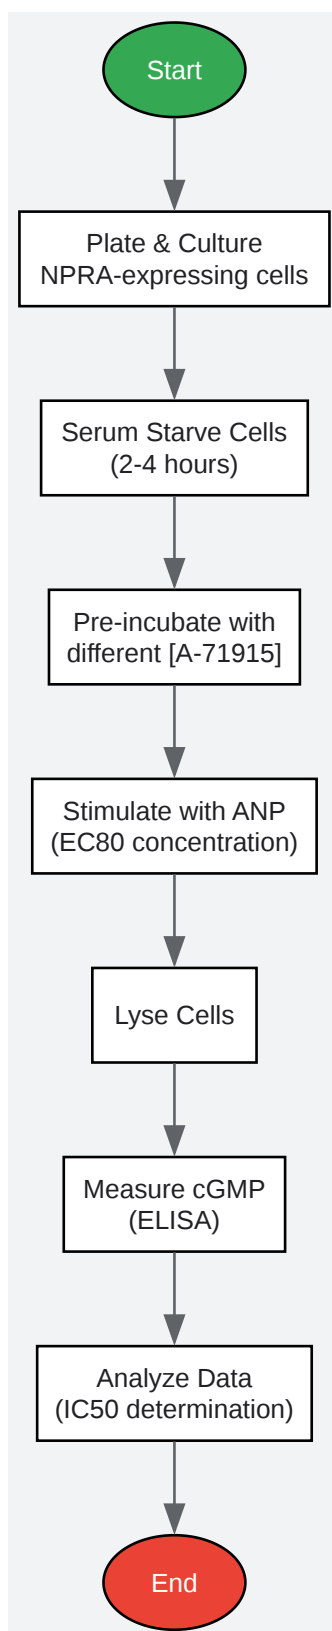 Start
Plate & Culture
NPRA-expressing cells
Serum Starve Cells
(2-4 hours)
Pre-incubate with
different [A-71915]
Stimulate with ANP
(EC80 concentration)
Lyse Cells
Measure cGMP
(ELISA)
Analyze Data
(IC50 determination)
End